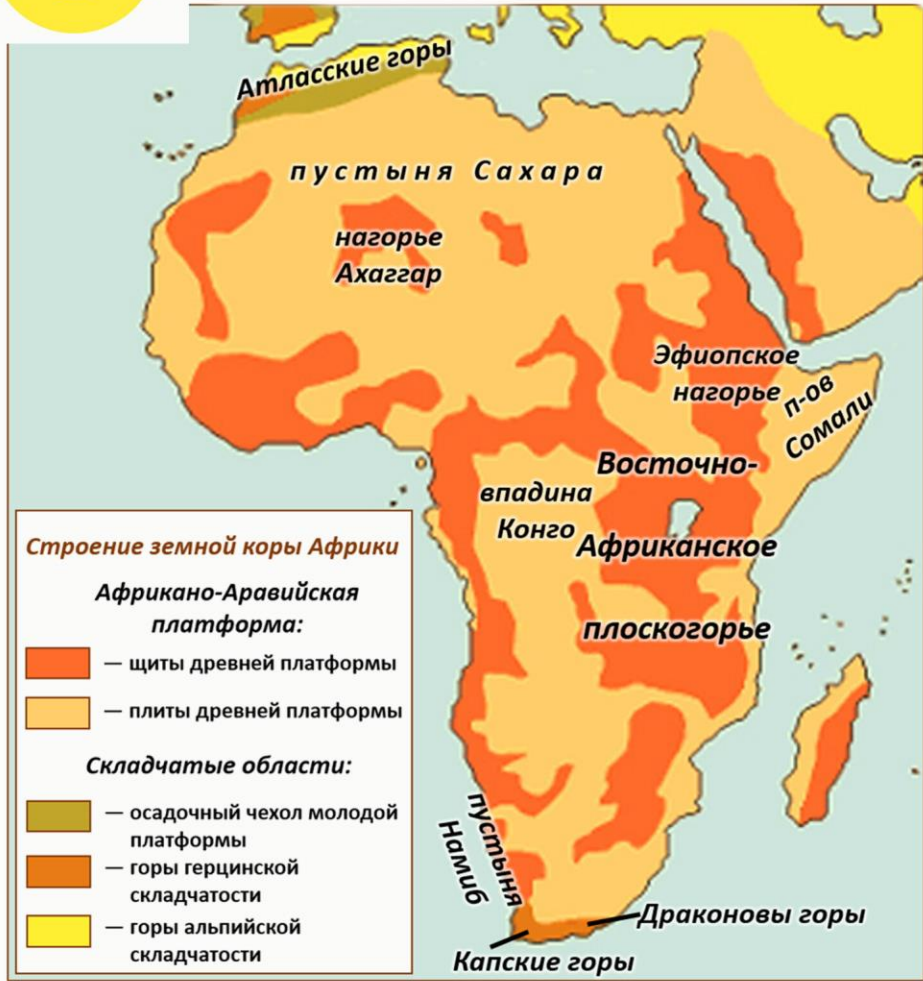 Атласские горы
пустыня Сахара
нагорье
Ахаггар
Эфиопское
нагорье
п-ов
Сомали
Восточно-
впадина
Конго
Африканское
плоскогорье
Строение земной коры Африки
Африкано-Аравийская
платформа:
— щиты древней платформы
— плиты древней платформы
Складчатые области:
— осадочный чехол молодой
платформы
— горы герцинской
складчатости
— горы альпийской
складчатости
пустыня
Намиб
Драконовы горы
Капские горы